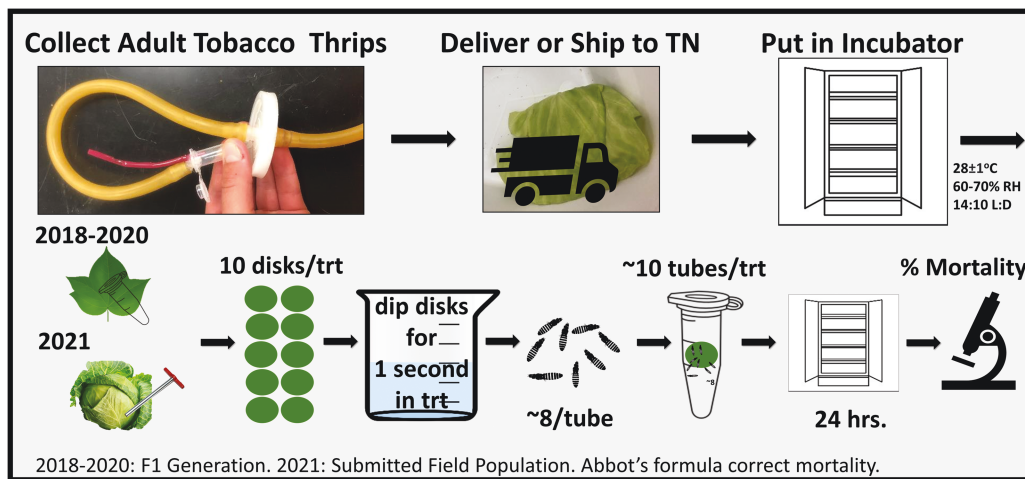 Collect Adult Tobacco Thrips
Deliver or Ship to TN
Put in Incubator
28±1°C
60-70% RH
14:10 L:D
2018-2020
2021
10 disks/trt
dip disks
for
1 second
in trt
~8/tube
~10 tubes/trt
~8
24 hrs.
% Mortality
2018-2020: F1 Generation. 2021: Submitted Field Population. Abbot's formula correct mortality.